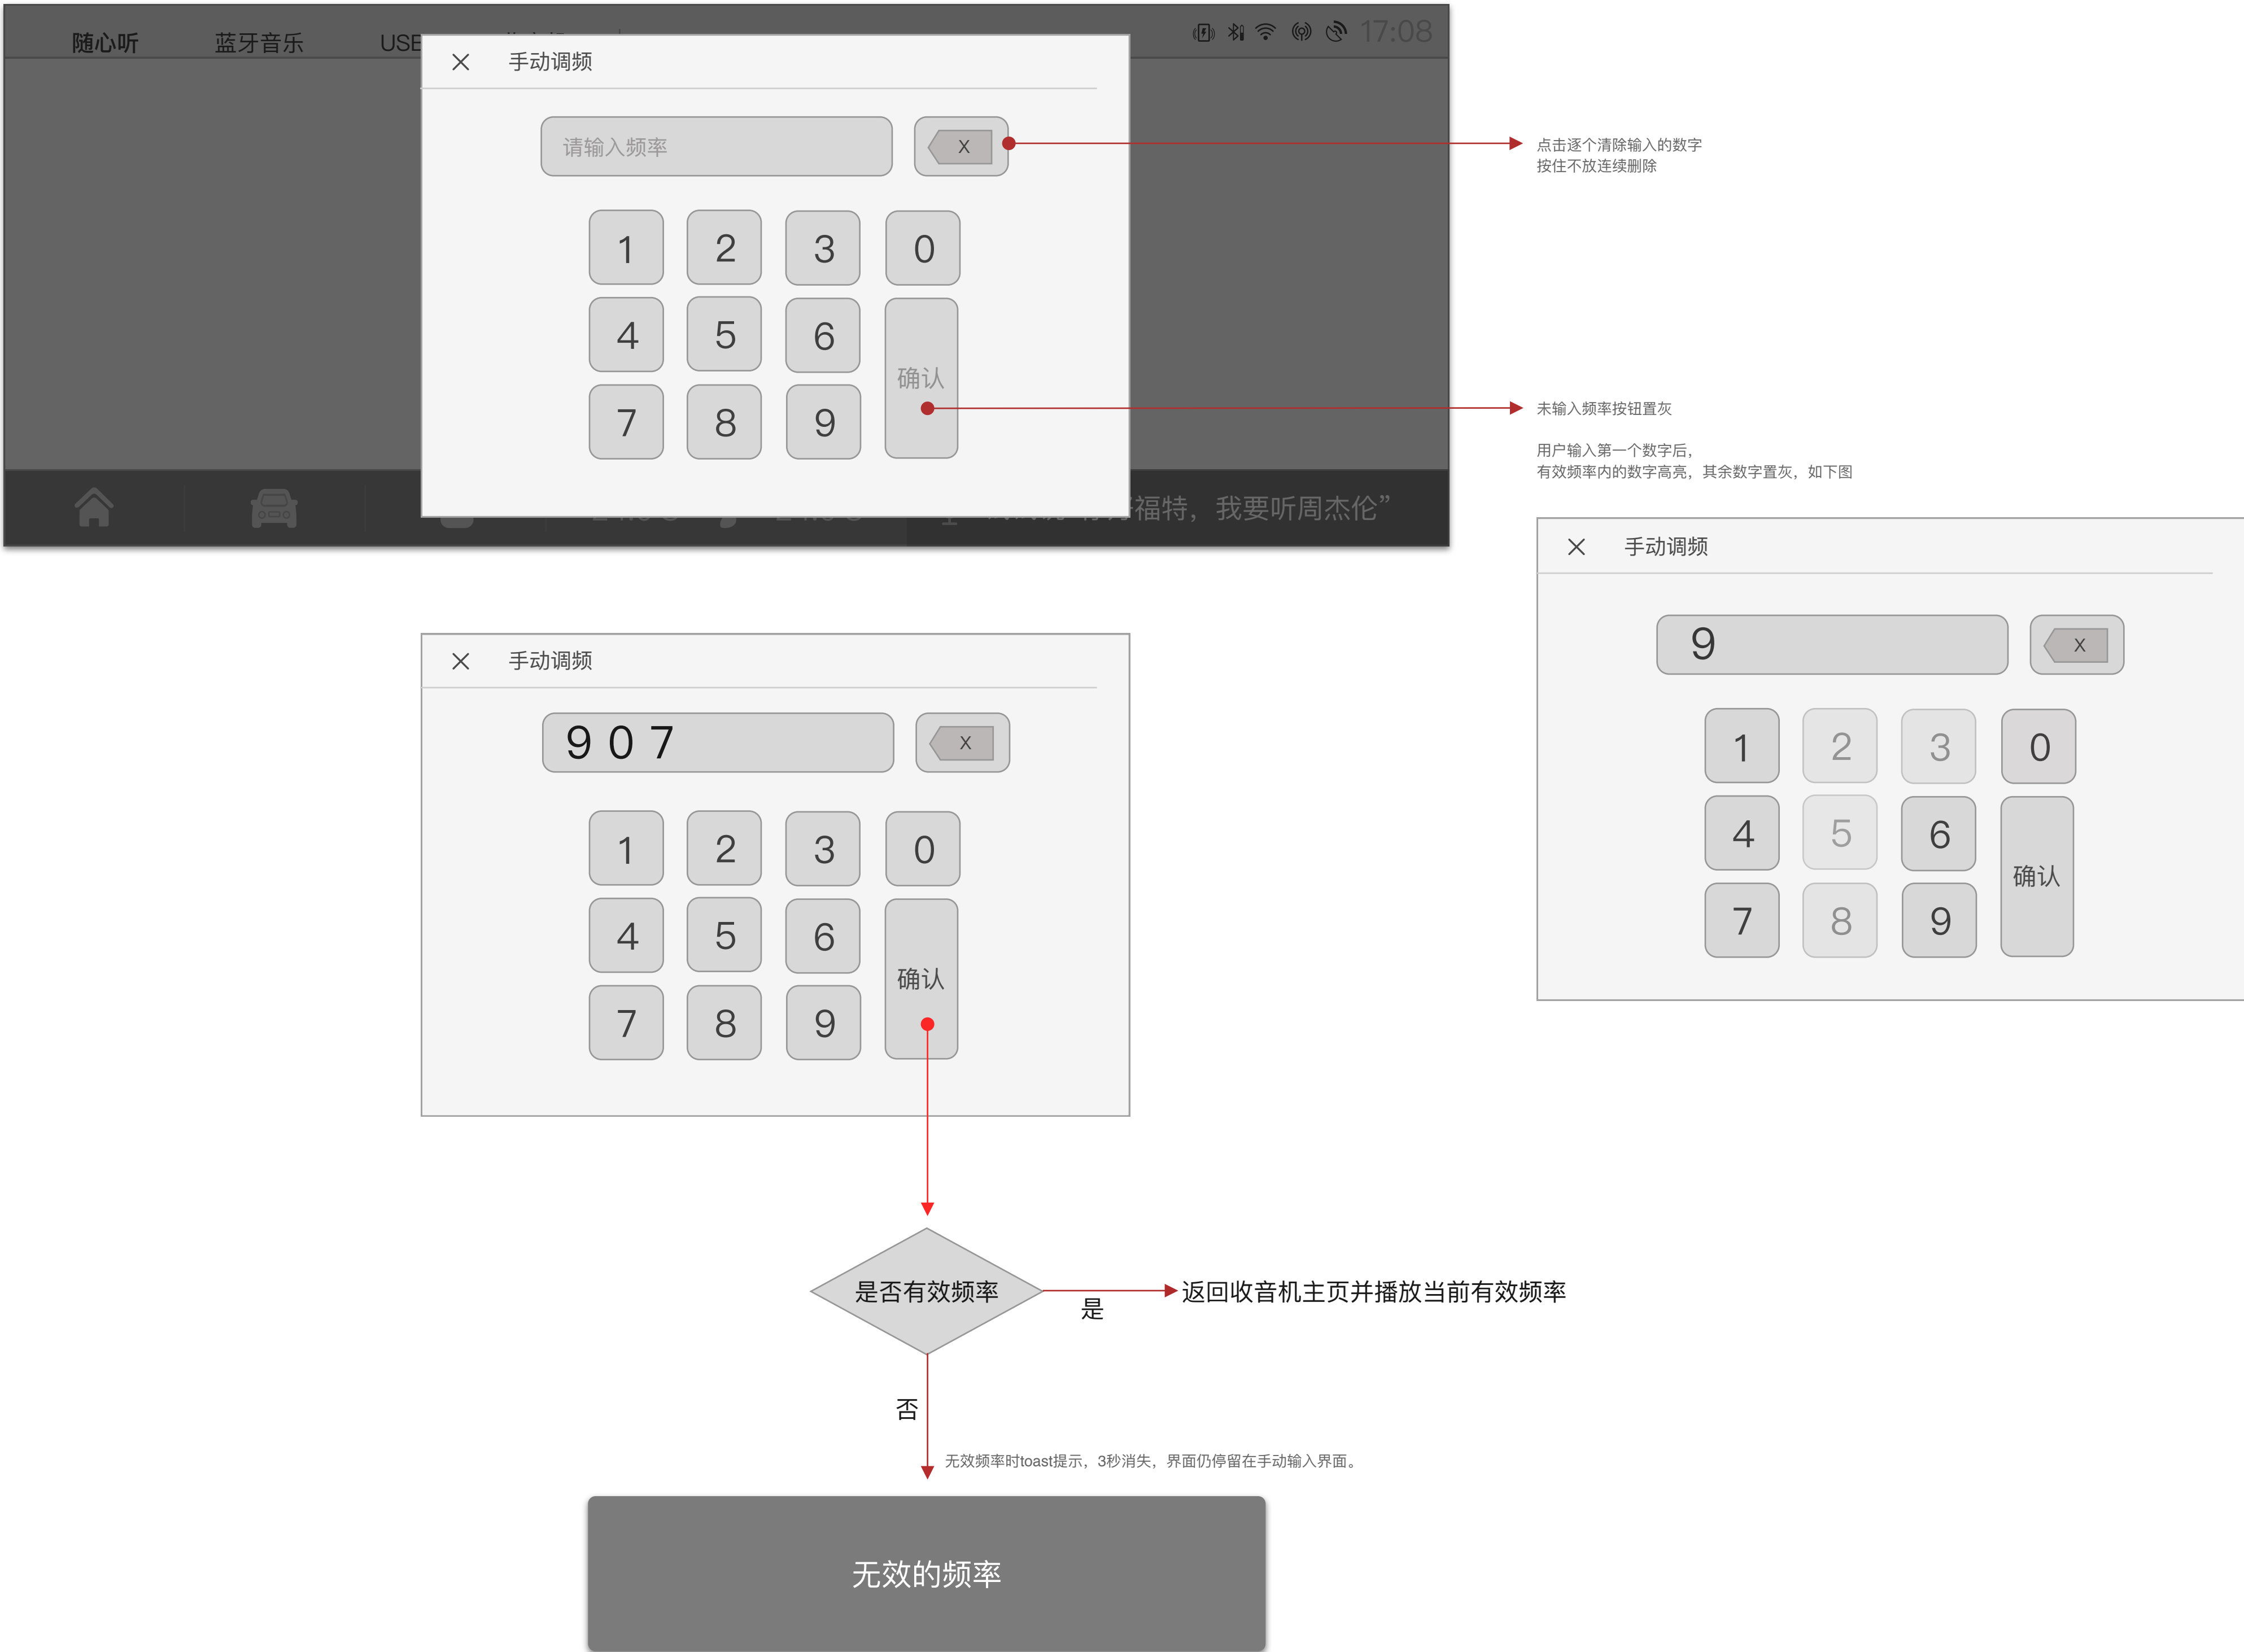 随心听 蓝牙音乐 USB
17:08
手动调频
请输入频率
X
1 2 3 0
4 5 6
确认
7 8 9
福特，我要听周杰伦”
点击逐个清除输入的数字
按住不放连续删除
未输入频率按钮置灰
用户输入第一个数字后，
有效频率内的数字高亮，其余数字置灰，如下图
手动调频
9
X
1 2 3 0
4 5 6
确认
7 8 9
手动调频
9 0 7
X
1 2 3 0
4 5 6
确认
7 8 9
是否有效频率
是
返回收音机主页并播放当前有效频率
否
无效频率时toast提示，3秒消失，界面仍停留在手动输入界面。
无效的频率